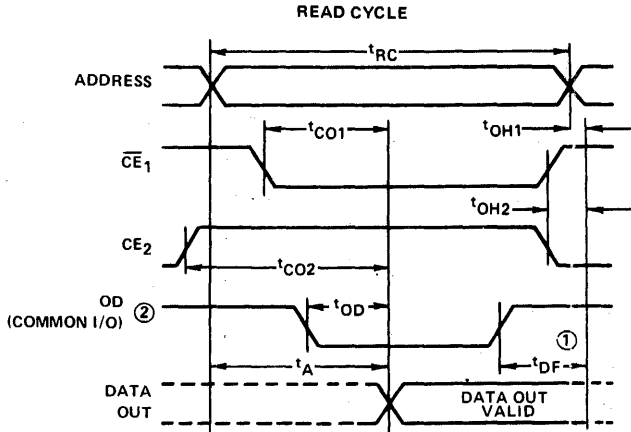 READ CYCLE
tRC
ADDRESS
tCO1
tOH1
CE1
tOH2
CE2
tCO2
OD
(COMMON I/O) ②
tOD
①
tDF
tA
DATA
OUT
DATA OUT
VALID